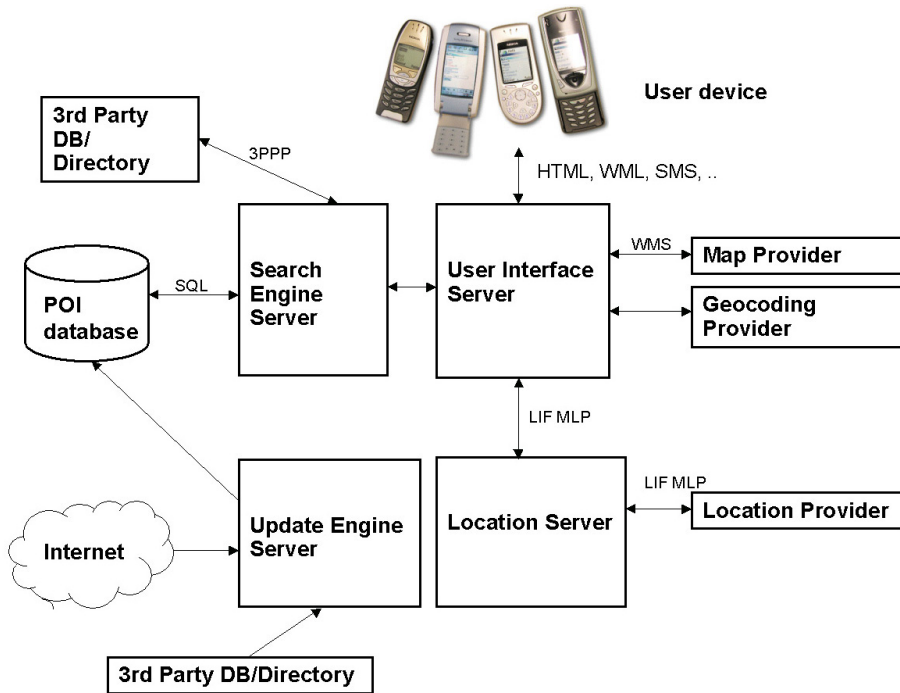 User device
3rd Party
DB/
Directory
3PPP
HTML, WML, SMS, ..
Search
Engine
Server
User Interface
Server
WMS
Map Provider
Geocoding
Provider
POI
database
SQL
LIF MLP
Update Engine
Server
Location Server
LIF MLP
Location Provider
Internet
3rd Party DB/Directory